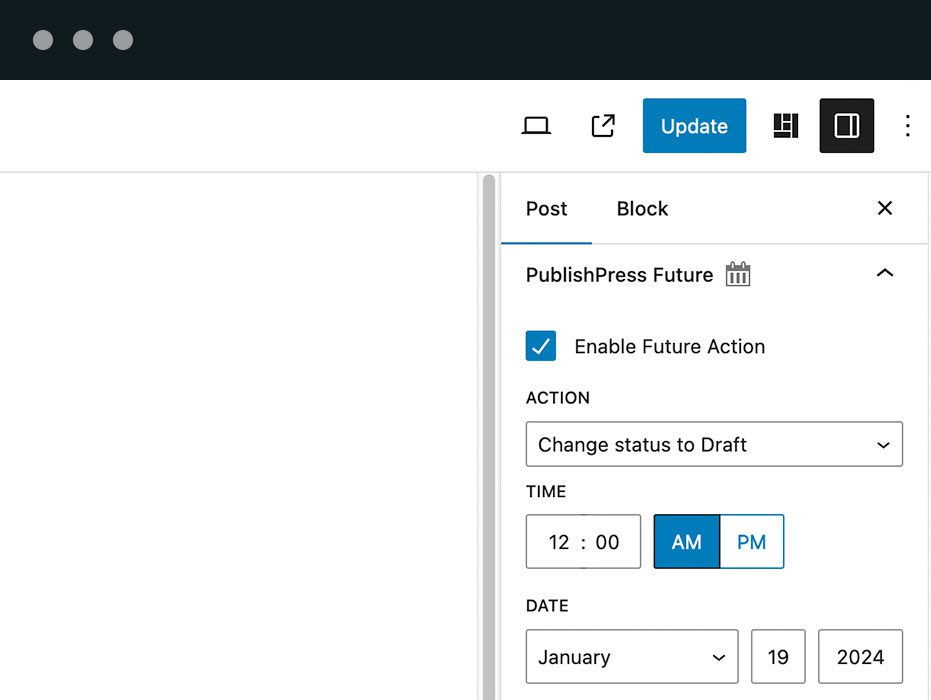 Update
Post Block
PublishPress Future
Enable Future Action
ACTION
Change status to Draft
TIME
12 : 00 AM PM
DATE
January 19 2024